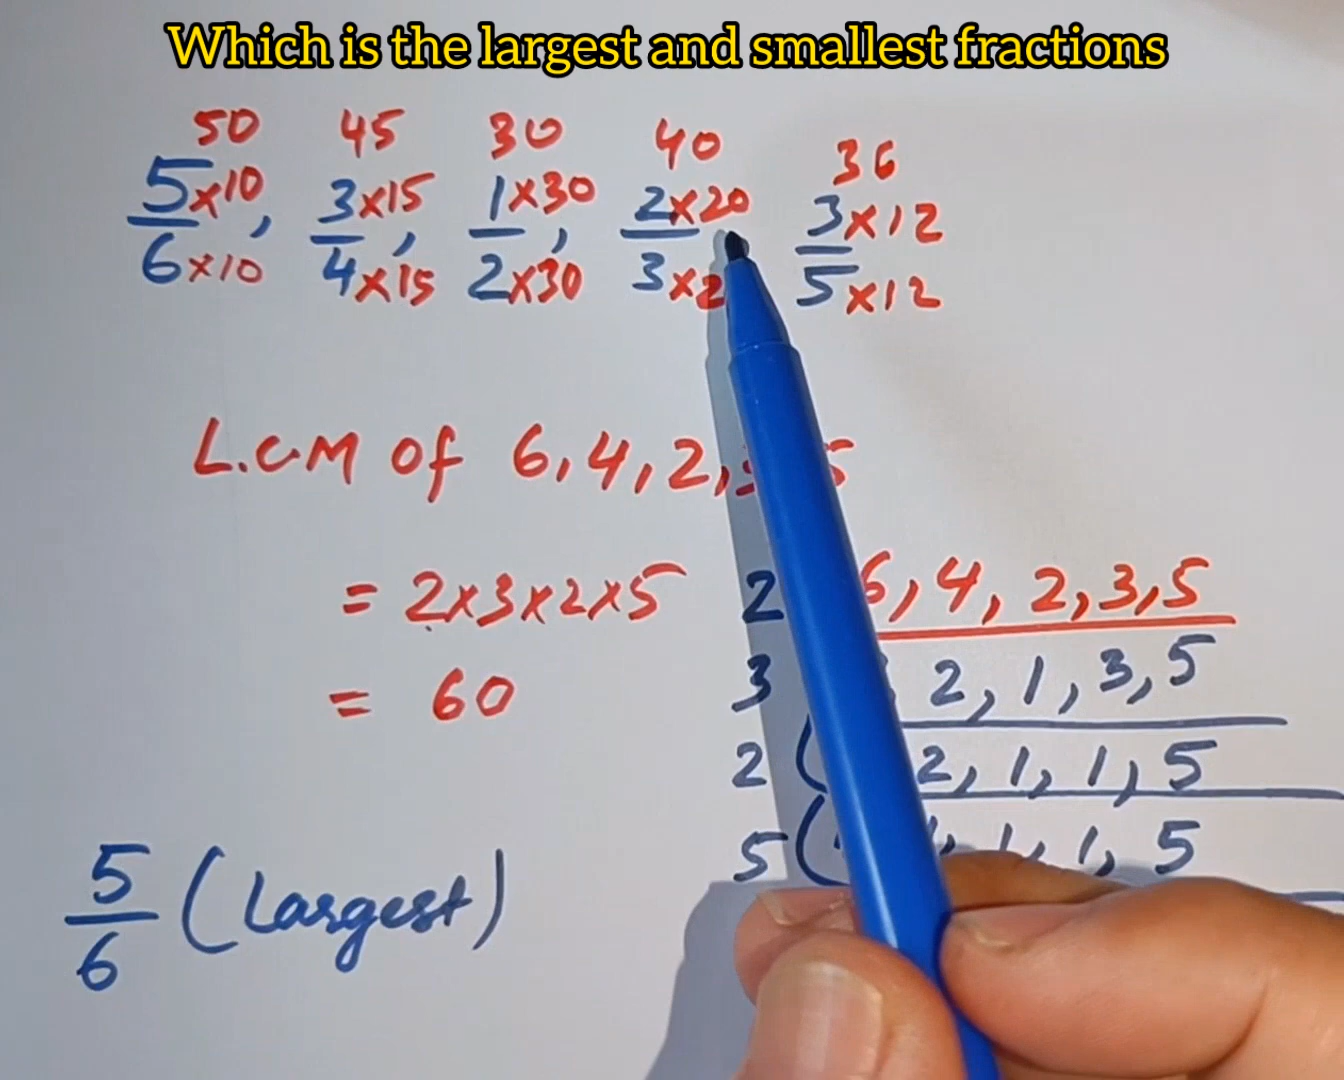 Which is the largest and smallest fractions
50 45 30 40 36
5×10, 3×15, 1×30, 2×20 3×12
6×10 4×15 2×30 3×2 5×12
L.C.M of 6,4,2, 5
= 2×3×2×5
= 60
2 6, 4, 2, 3, 5
3 2, 1, 3, 5
2 2, 1, 1, 5
5 1, 1, 5
5
6 (Largest)